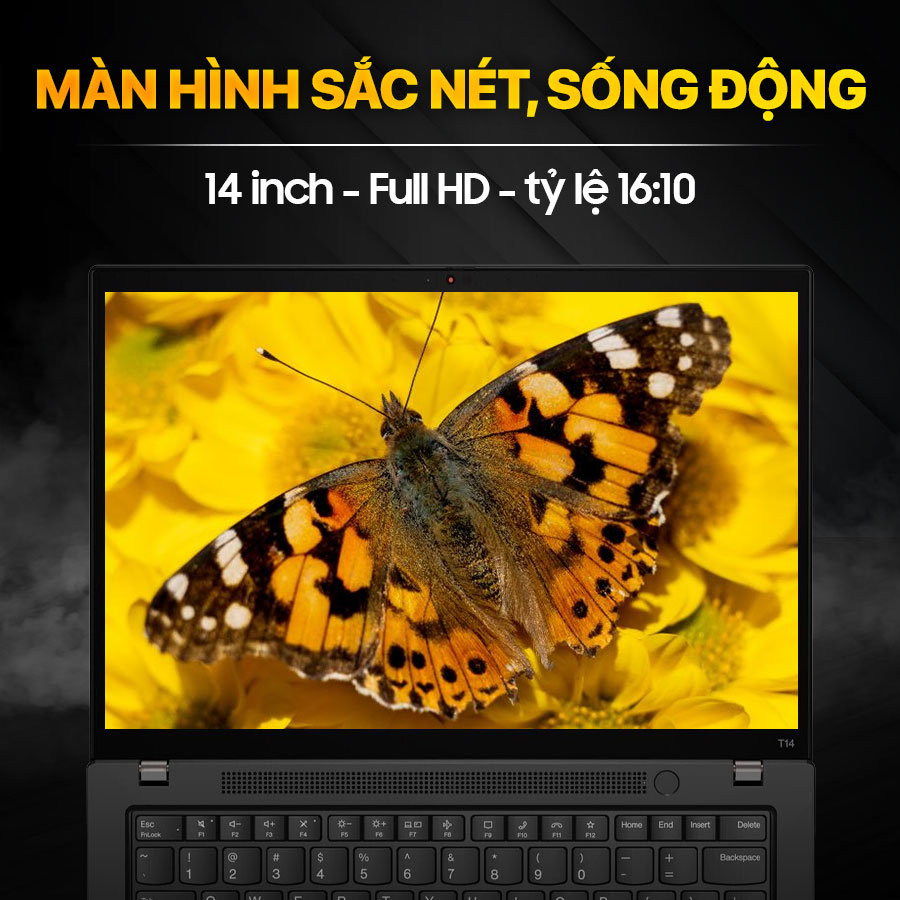 MÀN HÌNH SẮC NÉT, SỐNG ĐỘNG
14 inch - Full HD - tỷ lệ 16:10
T14
Esc F1 F2 F3 F4 F5 F6 F7 F8 F9 F10 F11 F12 Home End Insert Delete
FnLock
~ ! @ # $ % ^ & * ( ) — + Backspace
1 2 3 4 5 6 7 8 9 0 - =